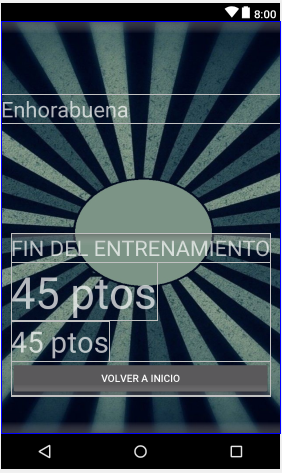 8:00
Enhorabuena
FIN DEL ENTRENAMIENTO
45 ptos
45 ptos
VOLVER A INICIO